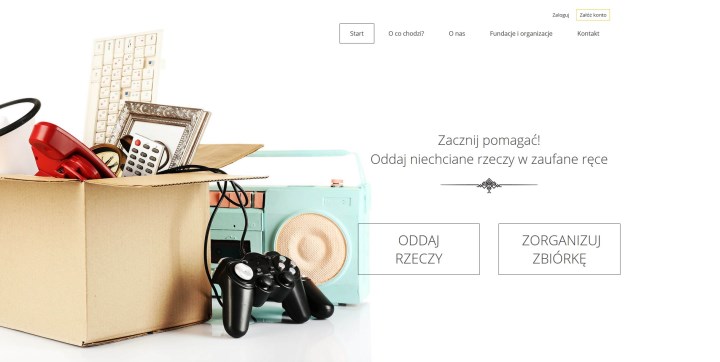 Zaloguj Załóż konto
Start O co chodzi? O nas Fundacje i organizacje Kontakt
Zacznij pomagać!
Oddaj niechciane rzeczy w zaufane ręce
ODDAJ
RZECZY
ZORGANIZUJ
ZBIÓRKĘ